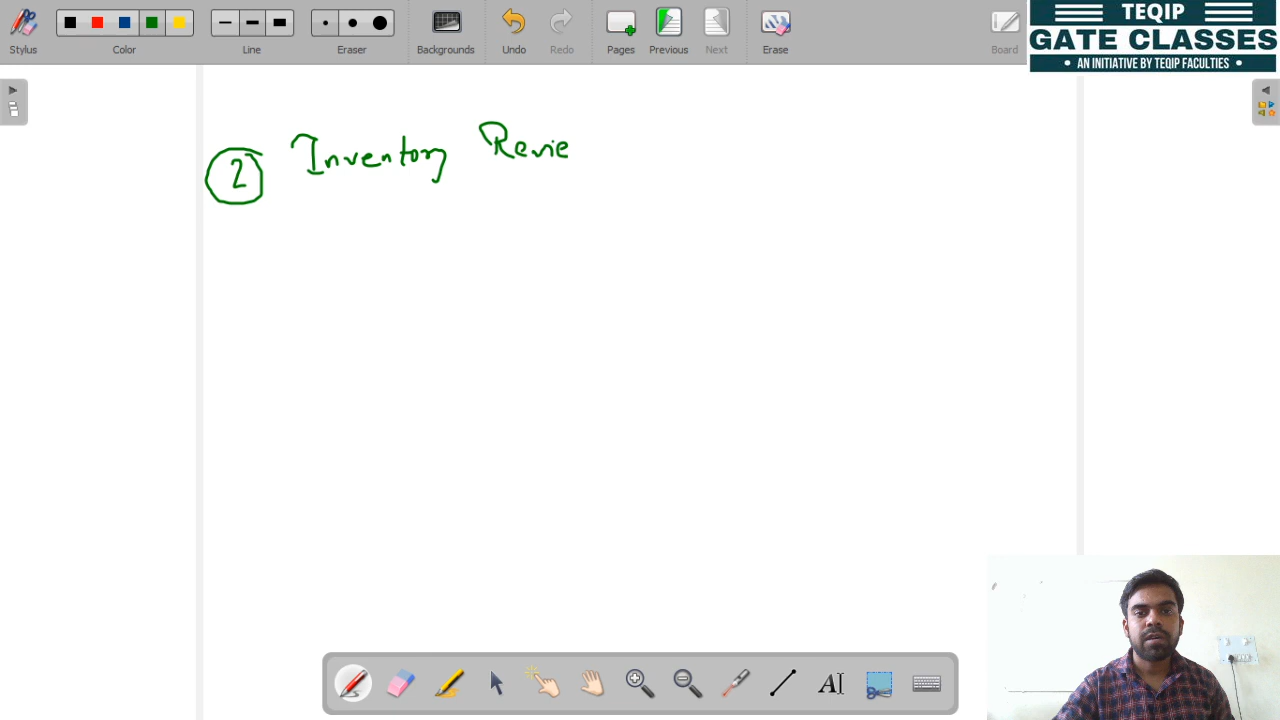 Stylus
Color
Line
Eraser
Backgrounds
Undo
Redo
Pages
Previous
Next
Erase
Board
TEQIP
GATE CLASSES
AN INITIATIVE BY TEQIP FACULTIES
2 Inventory Revie
AI